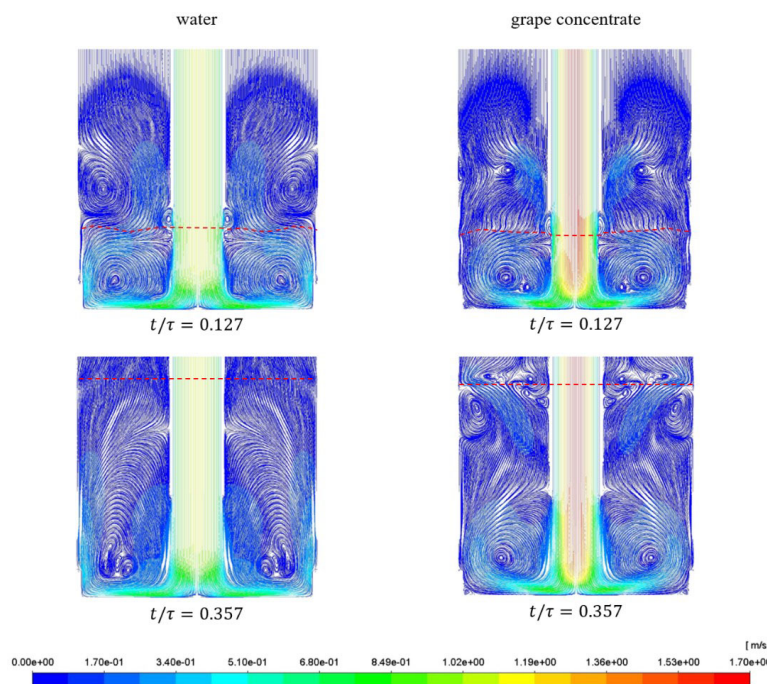 water grape concentrate
t/τ = 0.127 t/τ = 0.127
t/τ = 0.357 t/τ = 0.357
[ m/s
0.00e+00 1.70e-01 3.40e-01 5.10e-01 6.80e-01 8.49e-01 1.02e+00 1.19e+00 1.36e+00 1.53e+00 1.70e+